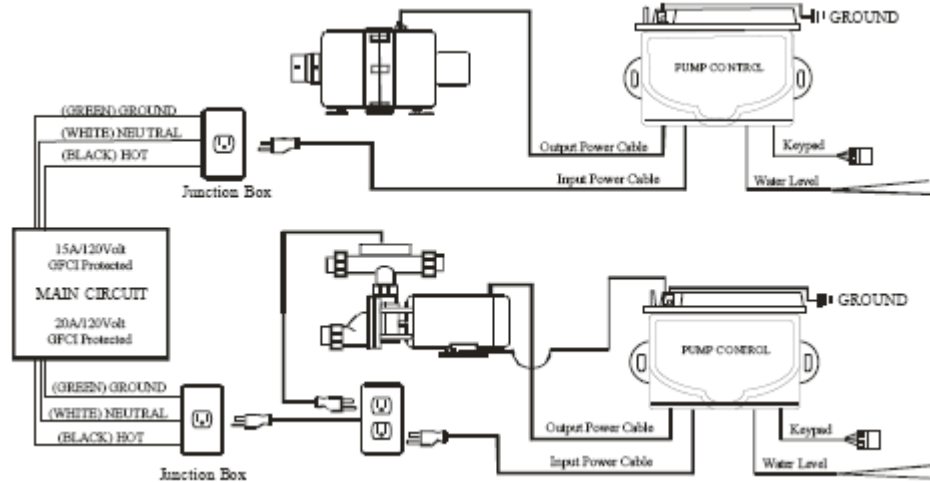 GROUND
PUMP CONTROL
(GREEN) GROUND
(WHITE) NEUTRAL
(BLACK) HOT
Output Power Cable
Keypad
Input Power Cable
Water Level
Junction Box
15A/120Volt
GFCI Protected
MAIN CIRCUIT
20A/120Volt
GFCI Protected
GROUND
PUMP CONTROL
(GREEN) GROUND
(WHITE) NEUTRAL
(BLACK) HOT
Output Power Cable
Keypad
Input Power Cable
Water Level
Junction Box